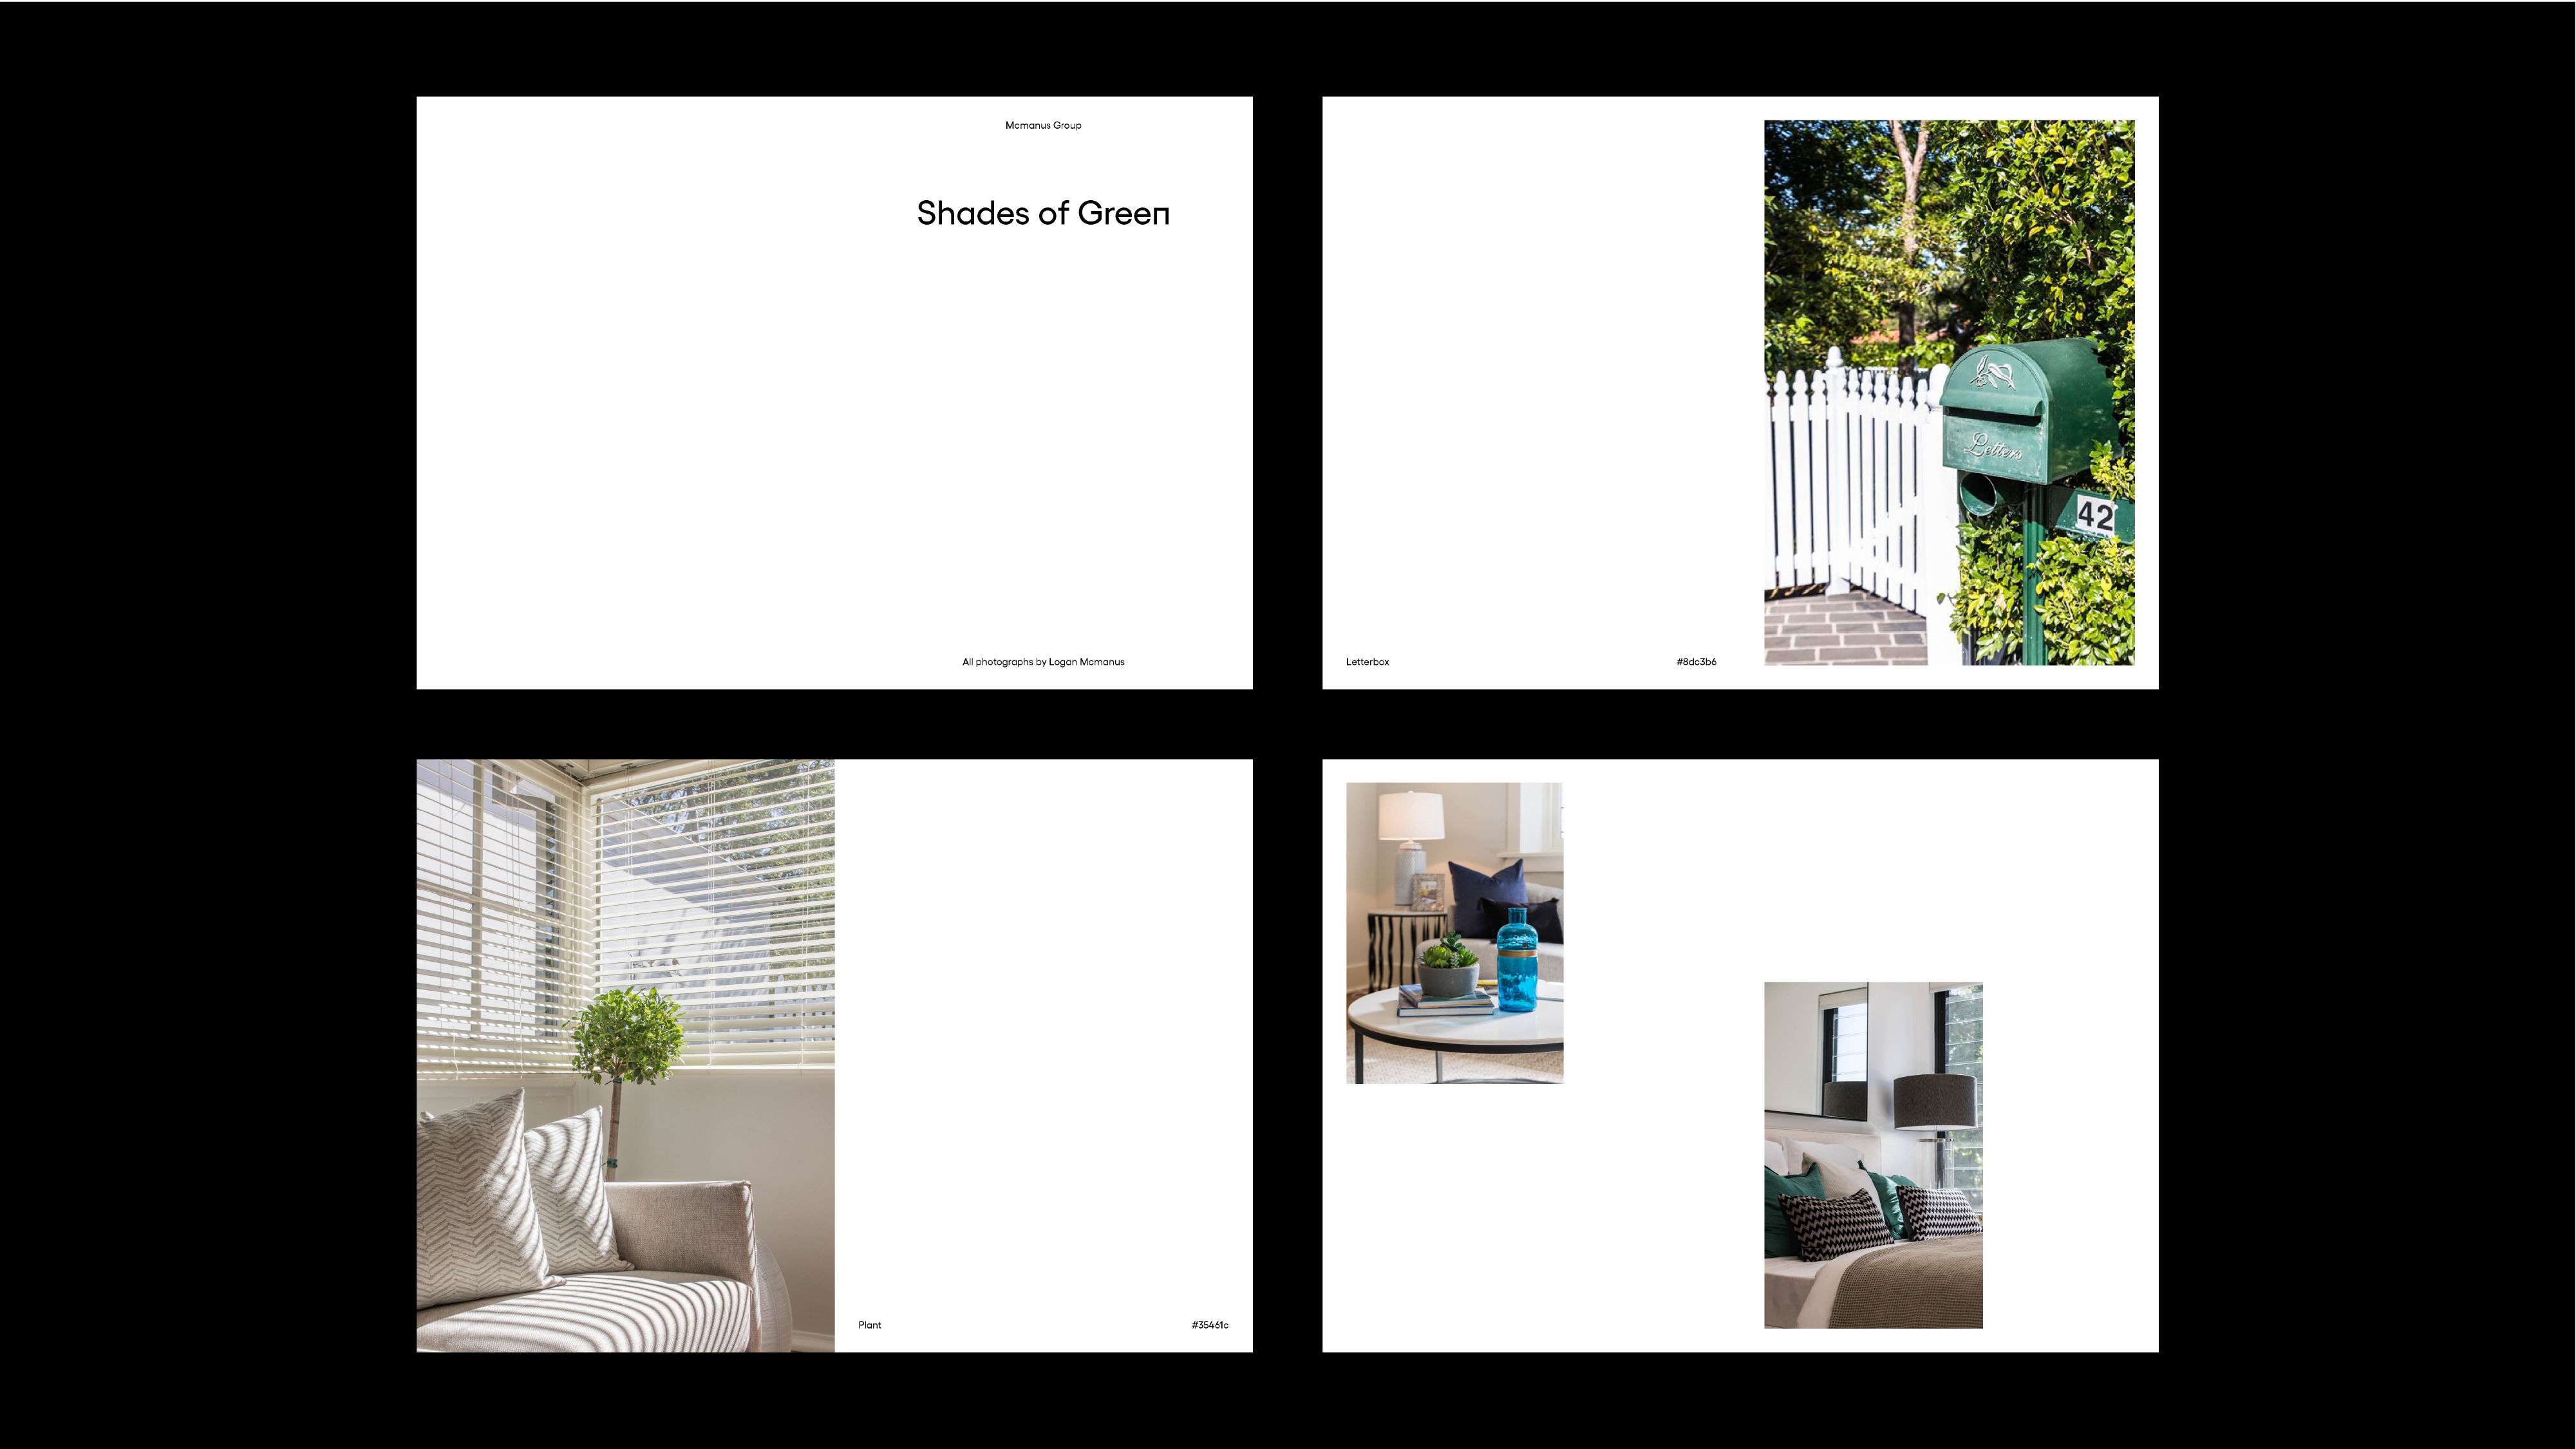 Mcmanus Group
Shades of Green
All photographs by Logan Mcmanus
Letters
42
Letterbox
#8dc3b6
Plant
#35461c